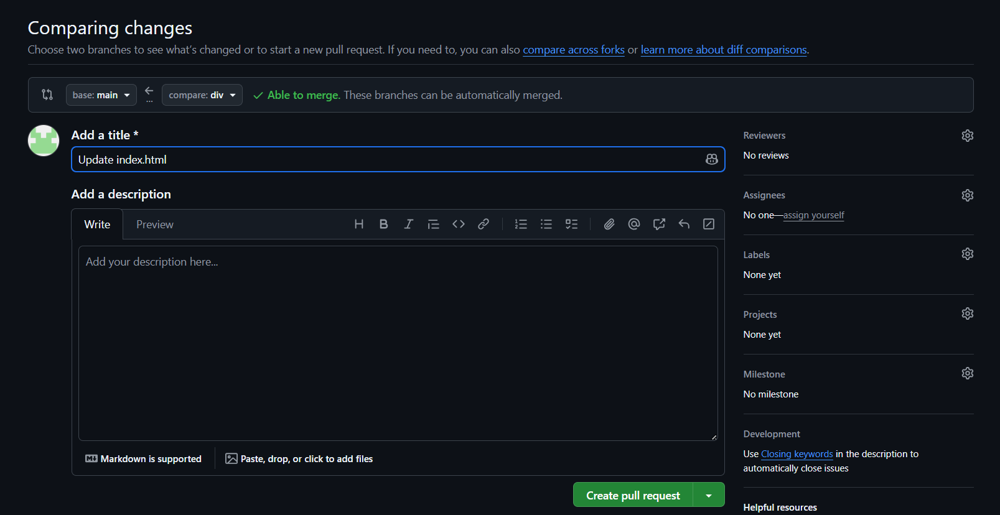 Comparing changes
Choose two branches to see what's changed or to start a new pull request. If you need to, you can also compare across forks or learn more about diff comparisons.
base: main
...
compare: div
Able to merge. These branches can be automatically merged.
Add a title *
Update index.html
Add a description
Write
Preview
Add your description here...
Markdown is supported
Paste, drop, or click to add files
Create pull request
Reviewers
No reviews
Assignees
No one—assign yourself
Labels
None yet
Projects
None yet
Milestone
No milestone
Development
Use Closing keywords in the description to
automatically close issues
Helpful resources